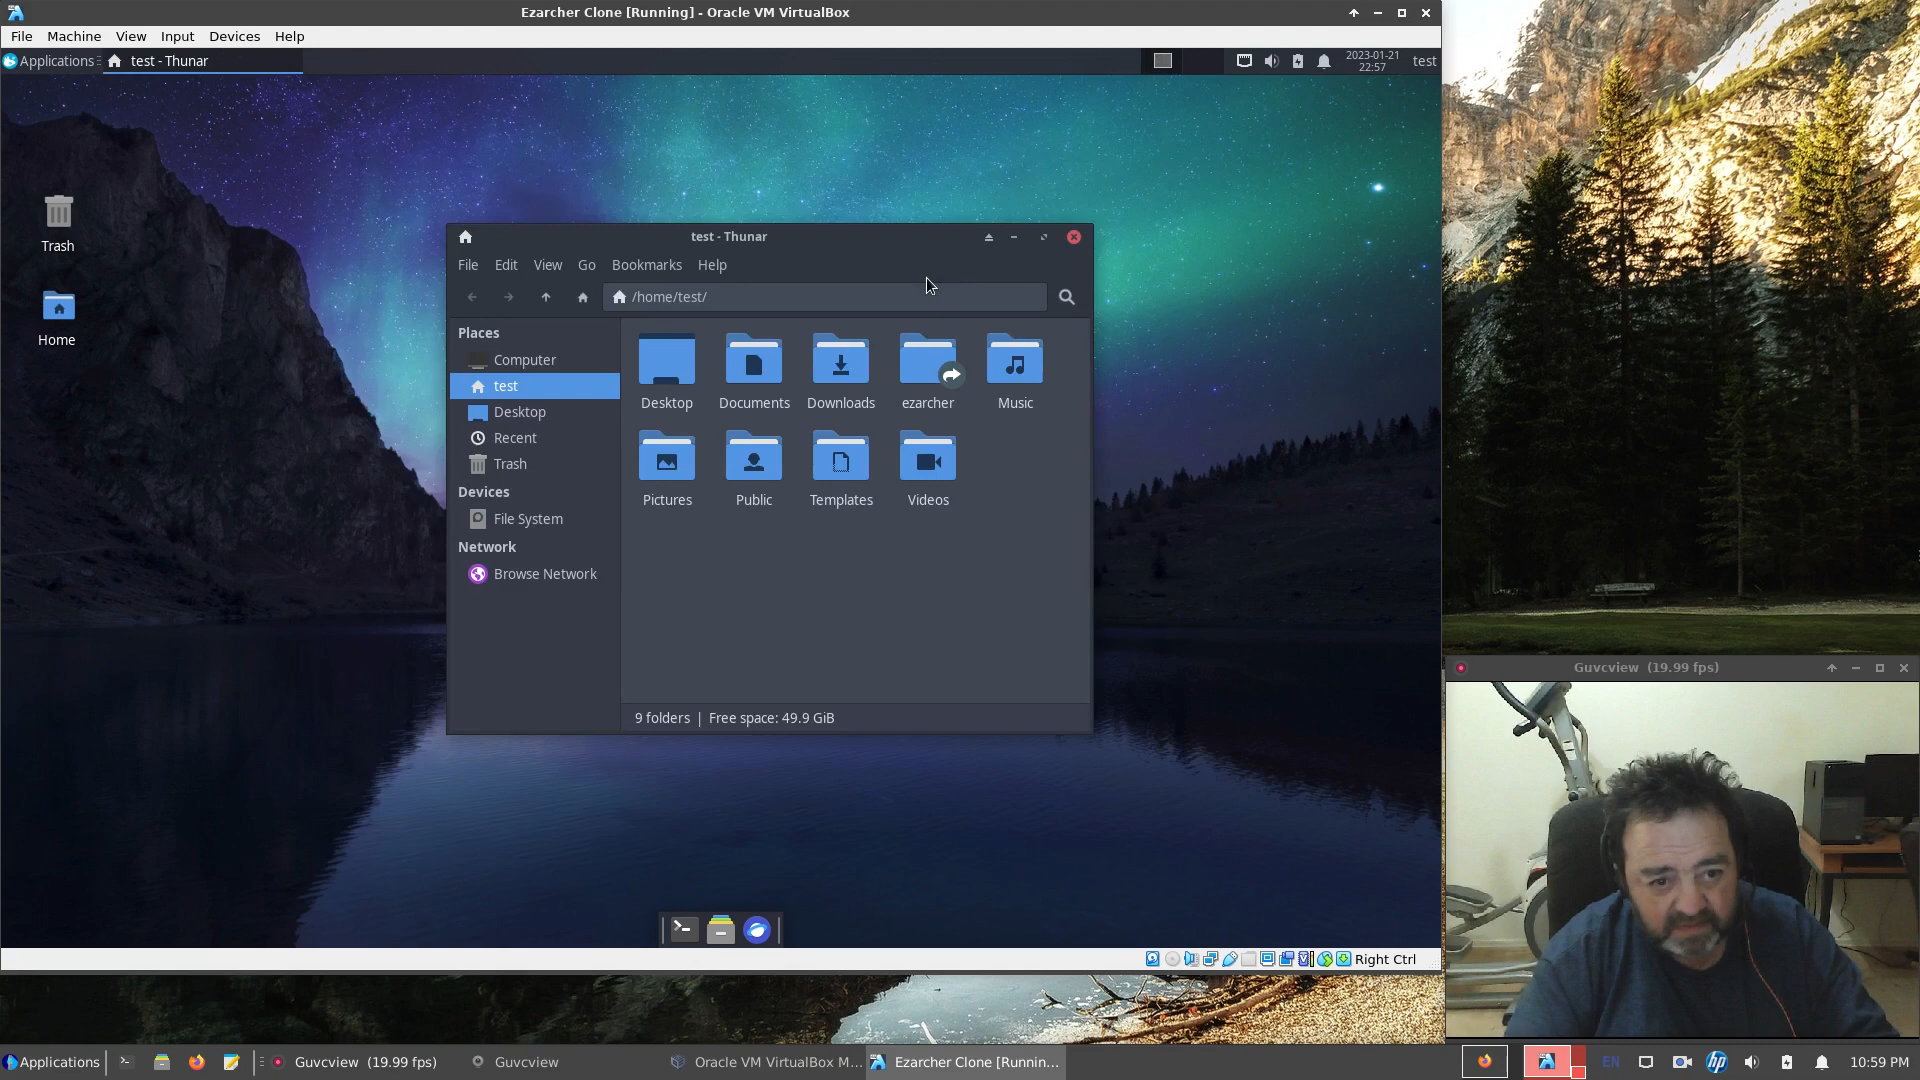 Ezarcher Clone [Running] - Oracle VM VirtualBox
File Machine View Input Devices Help
Applications test - Thunar 2023-01-21 22:57 test
Trash
Home
test - Thunar
File Edit View Go Bookmarks Help
/home/test/
Places
Computer
test
Desktop
Recent
Trash
Devices
File System
Network
Browse Network
Desktop Documents Downloads ezarcher Music
Pictures Public Templates Videos
9 folders | Free space: 49.9 GiB
Right Ctrl
Guvcview (19.99 fps)
Applications Guvcview (19.99 fps) Guvcview Oracle VM VirtualBox M... Ezarcher Clone [Runnin... EN hp 10:59 PM